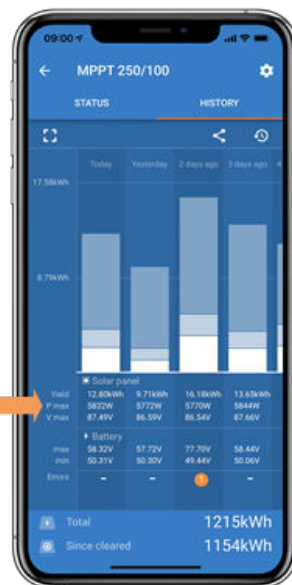 09:00
MPPT 250/100
STATUS HISTORY
Today Yesterday 2 days ago 3 days ago 4
17.58kWh
8.79kWh
Solar panel
Yield 12.80kWh 9.71kWh 16.18kWh 13.65kWh
P max 5832W 5772W 5770W 5844W
V max 87.49V 86.59V 86.54V 87.66V
Battery
max 58.32V 57.72V 77.70V 58.44V
min 50.31V 50.30V 49.44V 50.06V
Errors – – 1 –
Total 1215kWh
Since cleared 1154kWh